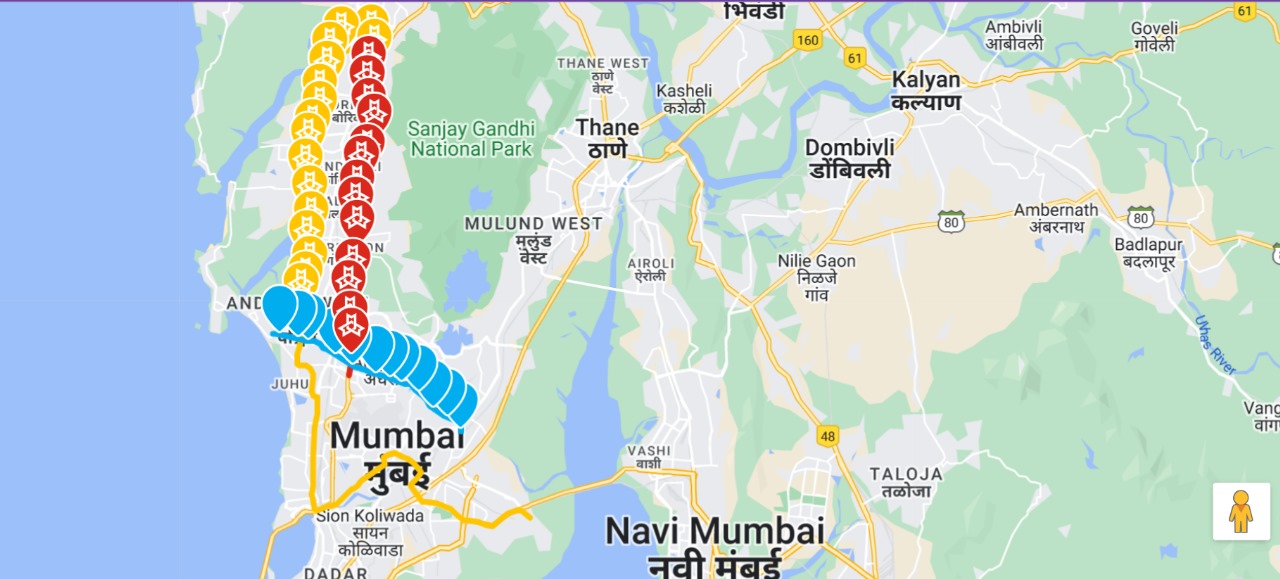 भिवंडी
61
Ambivli
आंबीवली
Goveli
गोवेली
160
61
THANE WEST
ठाणे
वेस्ट
Kasheli
कशेळी
Kalyan
कल्याण
Sanjay Gandhi
National Park
Thane
ठाणे
Dombivli
डोंबिवली
MULUND WEST
मुलुंड
वेस्ट
80
Ambernath
अंबरनाथ
80
Badlapur
बदलापूर
AIROLI
ऐरोली
Nilje Gaon
निळजे
गांव
Ulhas River
JUHU
Mumbai
मुंबई
48
VASHI
वाशी
TALOJA
तळोजा
Sion Koliwada
सायन
कोळिवाडा
Navi Mumbai
नवी मुंबई
DADAR